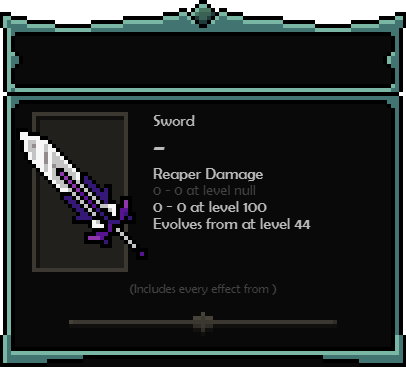 Sword
–
Reaper Damage
0 - 0 at level null
0 - 0 at level 100
Evolves from at level 44
(Includes every effect from )